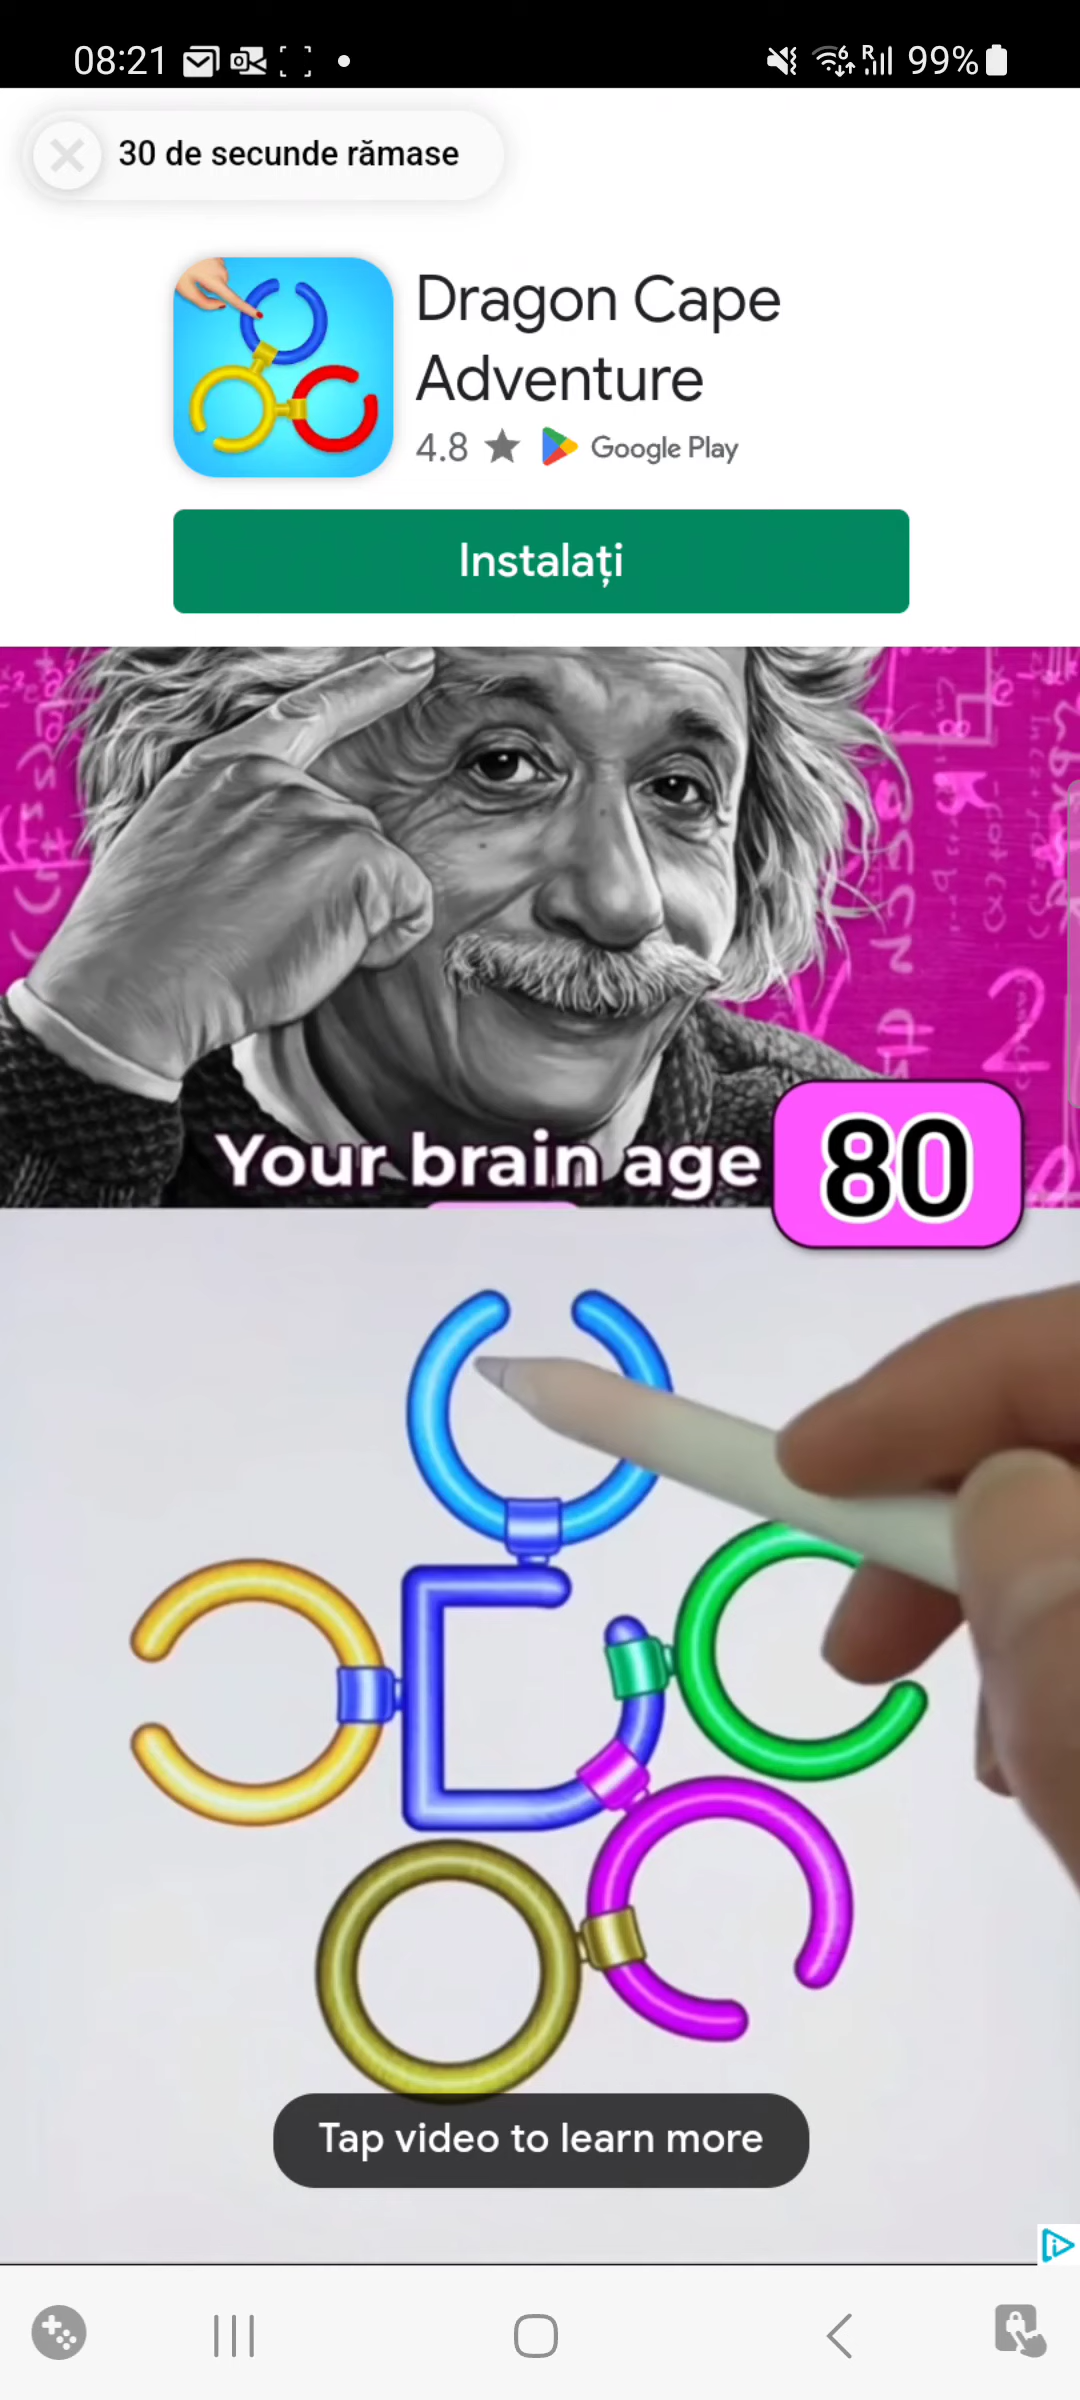 08:21
99%
30 de secunde rămase
Dragon Cape
Adventure
4.8 ★ Google Play
Instalați
Your brain age 80
Tap video to learn more